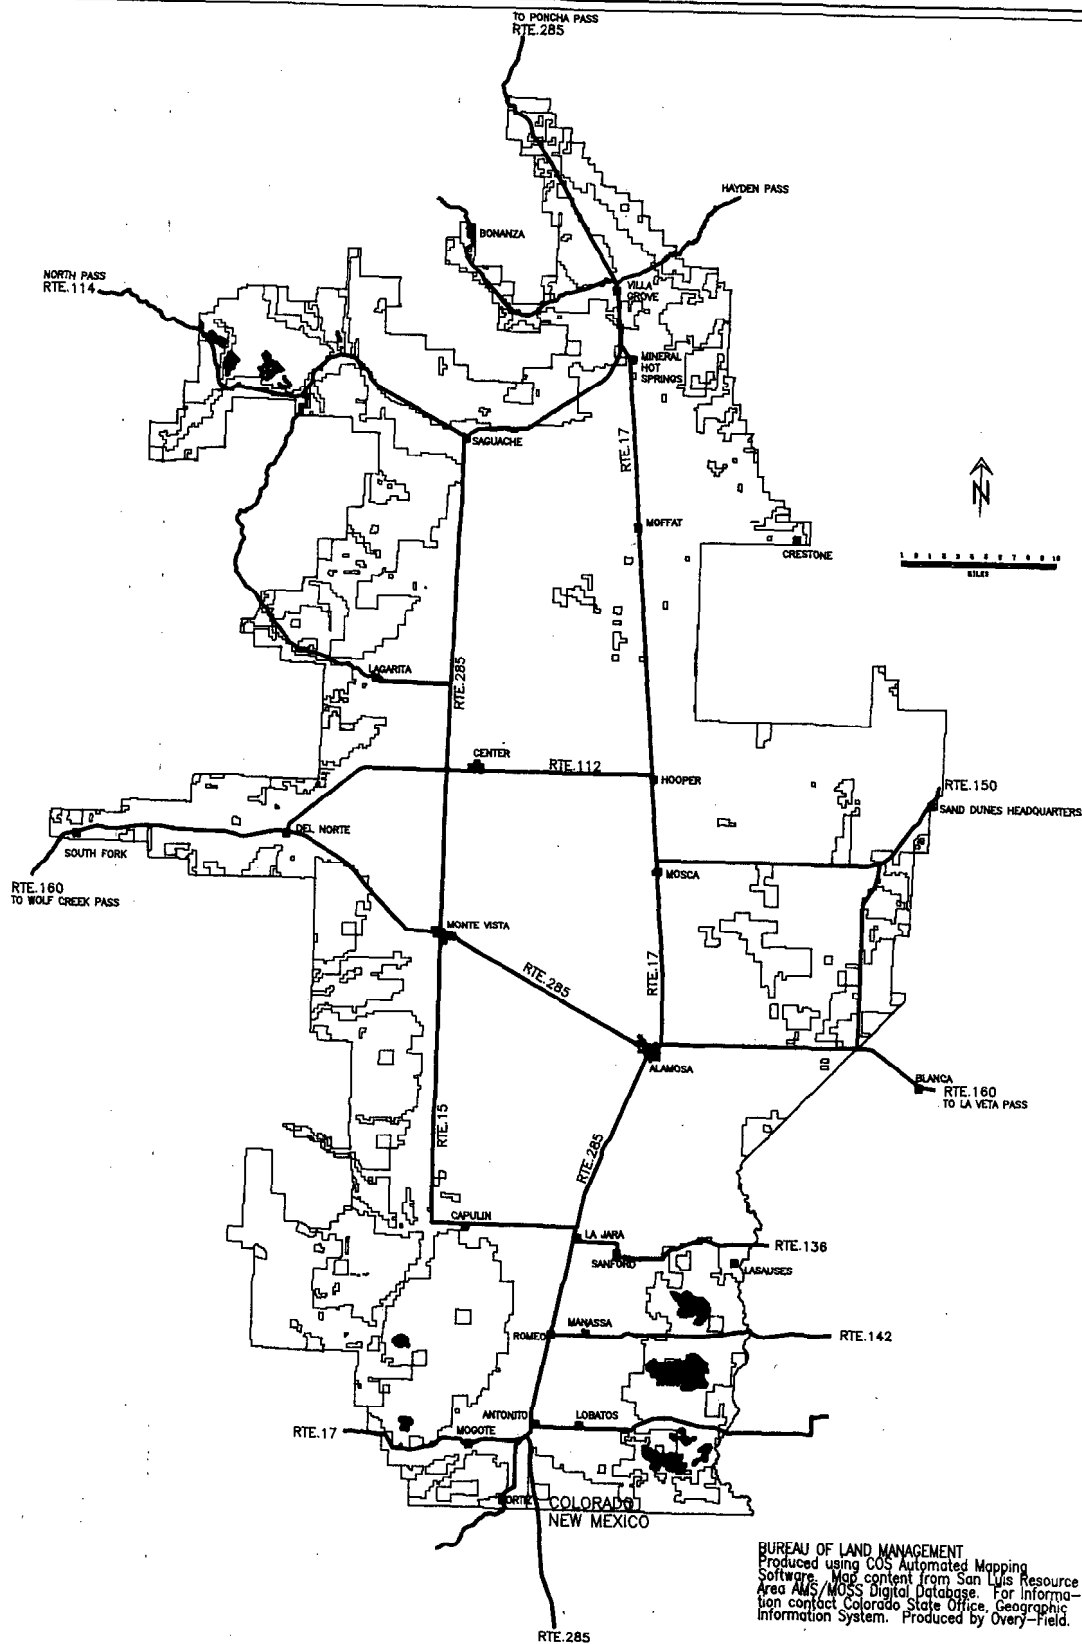 TO PONCHA PASS
RTE.285
HAYDEN PASS
BONANZA
NORTH PASS
RTE.114
VILLA
GROVE
MINERAL
HOT
SPRINGS
SAGUACHE
RTE.17
N
MOFFAT
CRESTONE
MILES
LAGARITA
RTE.285
CENTER
RTE.112
HOOPER
RTE.150
SAND DUNES HEADQUARTERS
DEL NORTE
SOUTH FORK
RTE.160
TO WOLF CREEK PASS
MOSCA
MONTE VISTA
RTE.285
RTE.17
ALAMOSA
BLANCA
RTE.160
TO LA VETA PASS
RTE.15
RTE.285
CAPULIN
LA JARA
RTE.136
SANFORD
LASAUSES
ROMEO
MANASSA
RTE.142
ANTONITO
LOBATOS
RTE.17
MOGOTE
ORTIZ
COLORADO
NEW MEXICO
BUREAU OF LAND MANAGEMENT
Produced using COS Automated Mapping
Software. Map content from San Luis Resource
Area AMS/MOSS Digital Database. For Informa-
tion contact Colorado State Office, Geographic
Information System. Produced by Overy-Field.
RTE.285